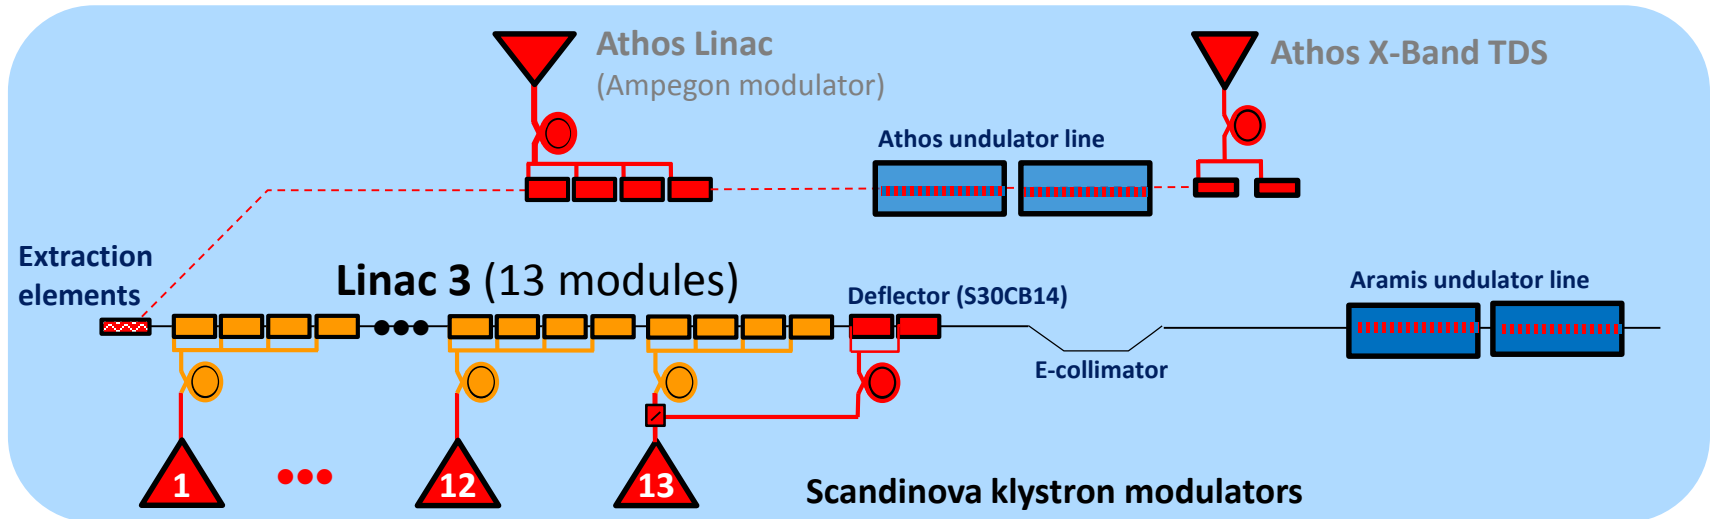 Athos Linac
(Ampegon modulator)
Athos X-Band TDS
Athos undulator line
Extraction
elements
Linac 3 (13 modules)
Deflector (S30CB14)
Aramis undulator line
E-collimator
1
12
13
Scandinova klystron modulators